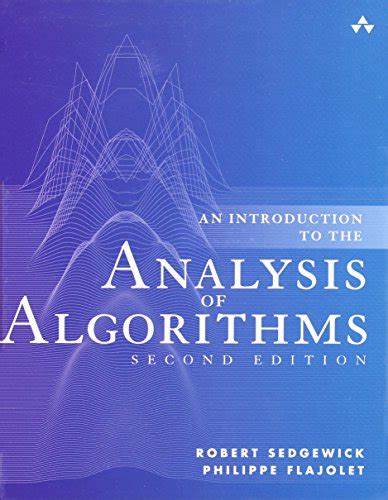 AN INTRODUCTION
TO THE
ANALYSIS
OF
ALGORITHMS
SECOND EDITION
ROBERT SEDGEWICK
PHILIPPE FLAJOLET